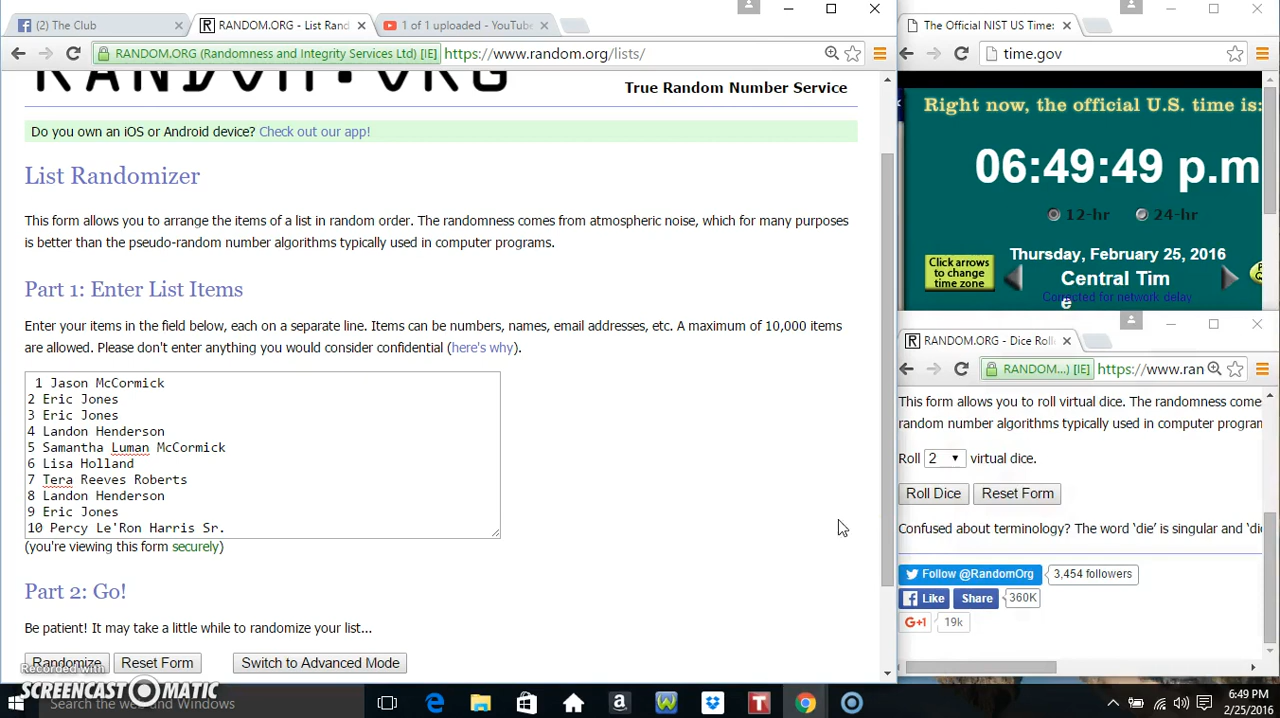 (2) The Club
RANDOM.ORG - List Rand
1 of 1 uploaded - YouTube
RANDOM.ORG (Randomness and Integrity Services Ltd) [IE]
https://www.random.org/lists/
RANDOM.ORG
True Random Number Service
Do you own an iOS or Android device? Check out our app!
List Randomizer
This form allows you to arrange the items of a list in random order. The randomness comes from atmospheric noise, which for many purposes
is better than the pseudo-random number algorithms typically used in computer programs.
Part 1: Enter List Items
Enter your items in the field below, each on a separate line. Items can be numbers, names, email addresses, etc. A maximum of 10,000 items
are allowed. Please don't enter anything you would consider confidential (here's why).
1 Jason McCormick
2 Eric Jones
3 Eric Jones
4 Landon Henderson
5 Samantha Luman McCormick
6 Lisa Holland
7 Tera Reeves Roberts
8 Landon Henderson
9 Eric Jones
10 Percy Le'Ron Harris Sr.
(you're viewing this form securely)
Part 2: Go!
Be patient! It may take a little while to randomize your list...
Randomize
Reset Form
Switch to Advanced Mode
Recorded with
SCREENCAST-O-MATIC
Search the web and Windows
The Official NIST US Time:
time.gov
Right now, the official U.S. time is:
06:49:49 p.m
12-hr
24-hr
Thursday, February 25, 2016
Click arrows
to change
time zone
Central Tim
e
Corrected for network delay
RANDOM.ORG - Dice Roll
RANDOM...) [IE]
https://www.ran
This form allows you to roll virtual dice. The randomness come
random number algorithms typically used in computer program
Roll 2 virtual dice.
Roll Dice
Reset Form
Confused about terminology? The word 'die' is singular and 'di
Follow @RandomOrg
3,454 followers
Like
Share
360K
G+1
19k
6:49 PM
2/25/2016